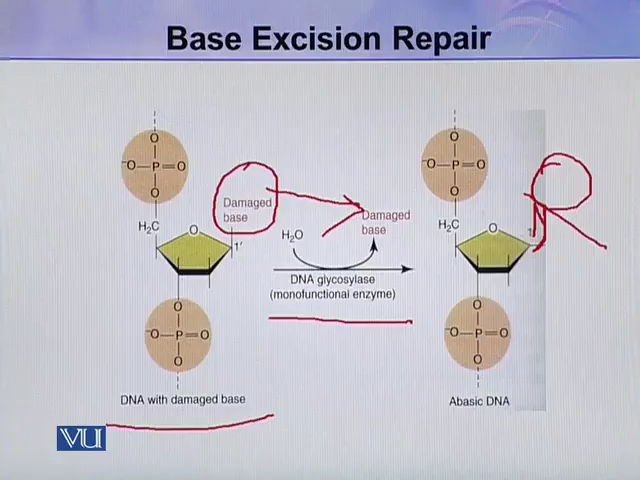 Base Excision Repair
O
⁻O—P=O
O
H₂C
O
Damaged
base
1'
O
⁻O—P=O
O
DNA with damaged base
H₂O
Damaged
base
DNA glycosylase
(monofunctional enzyme)
O
⁻O—P=O
O
H₂C
O
1
O
⁻O—P=O
O
Abasic DNA
VU